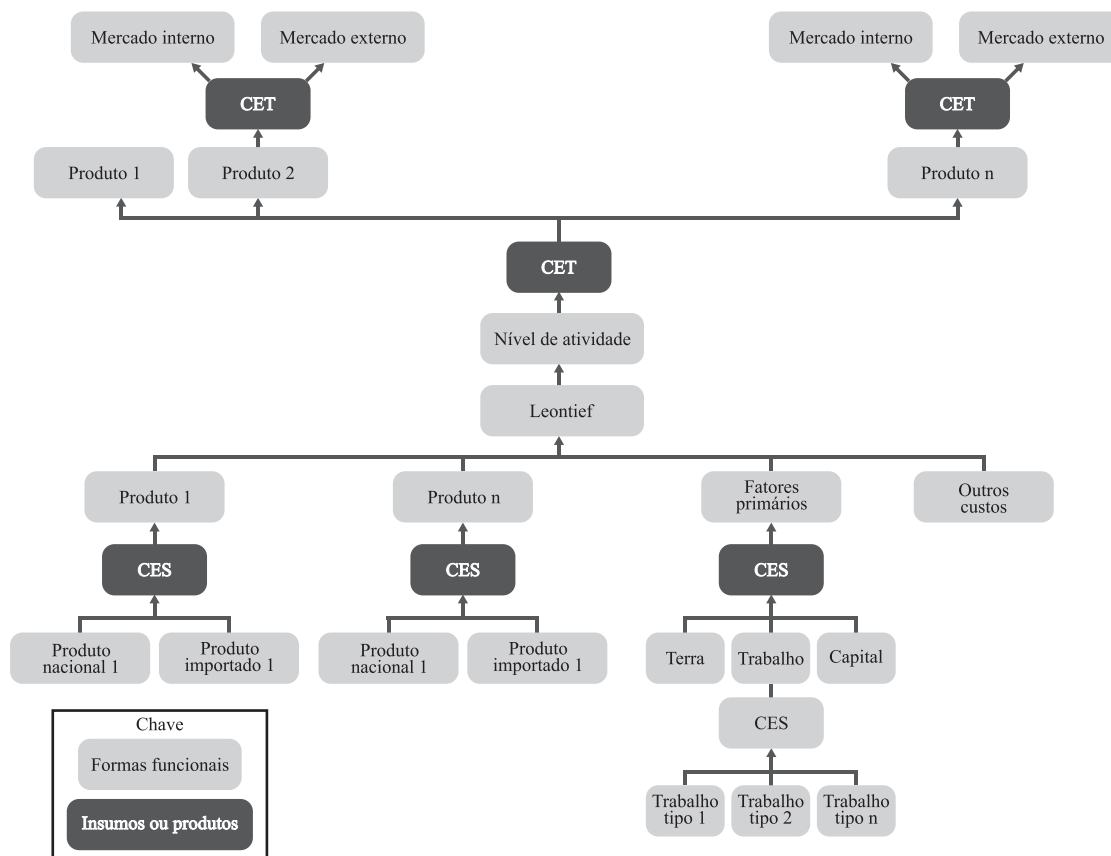 Mercado interno
Mercado externo
Mercado interno
Mercado externo
CET
CET
Produto 1
Produto 2
Produto n
CET
Nível de atividade
Leontief
Produto 1
Produto n
Fatores
primários
Outros
custos
CES
CES
CES
Produto
nacional 1
Produto
importado 1
Produto
nacional 1
Produto
importado 1
Terra
Trabalho
Capital
CES
Trabalho
tipo 1
Trabalho
tipo 2
Trabalho
tipo n
Chave
Formas funcionais
Insumos ou produtos